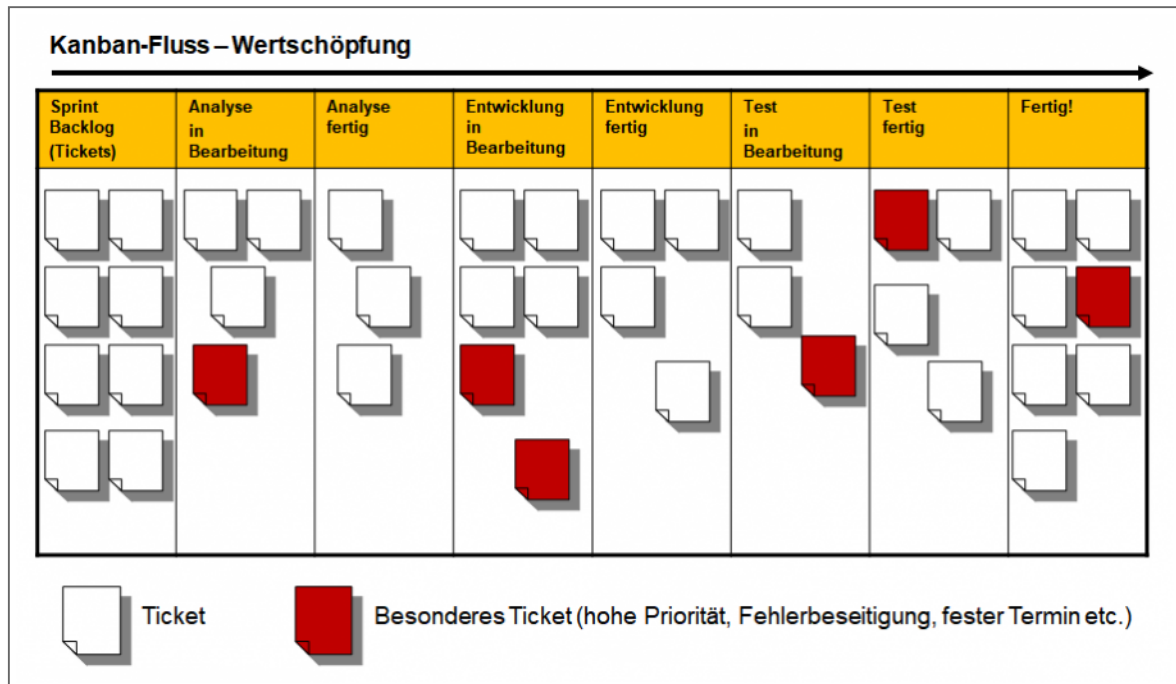 Kanban-Fluss – Wertschöpfung
Sprint
Backlog
(Tickets)
Analyse
in
Bearbeitung
Analyse
fertig
Entwicklung
in
Bearbeitung
Entwicklung
fertig
Test
in
Bearbeitung
Test
fertig
Fertig!
Ticket
Besonderes Ticket (hohe Priorität, Fehlerbeseitigung, fester Termin etc.)